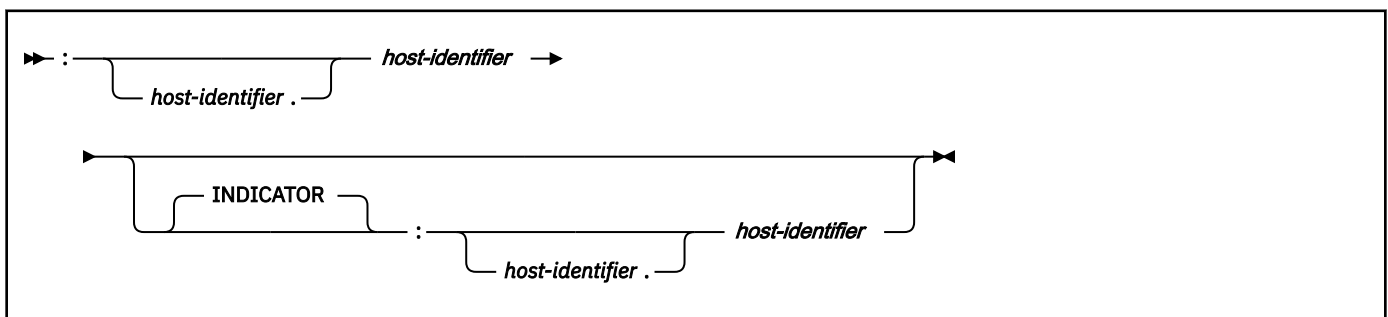 : host-identifier
host-identifier .
INDICATOR
: host-identifier
host-identifier .